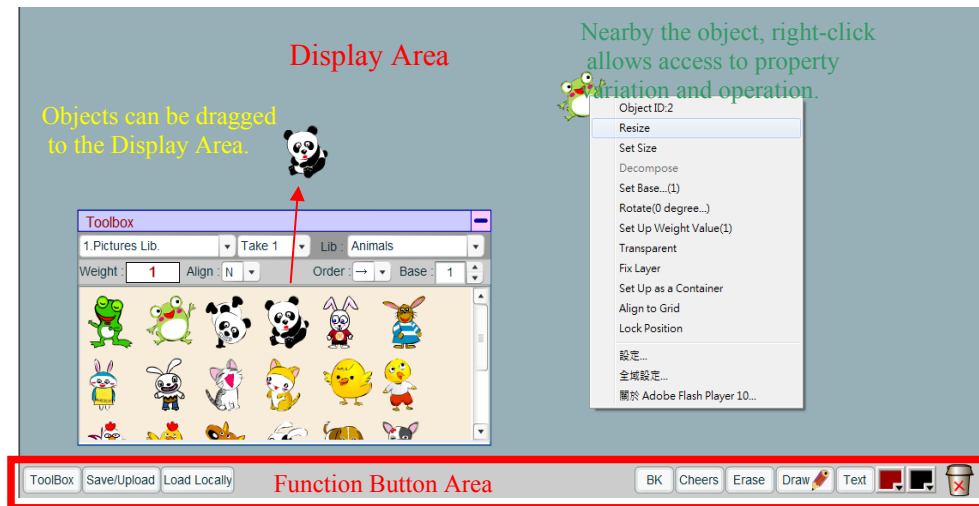 Display Area
Nearby the object, right-click
allows access to property
variation and operation.
Objects can be dragged
to the Display Area.
Object ID:2
Resize
Set Size
Decompose
Set Base...(1)
Rotate(0 degree...)
Set Up Weight Value(1)
Transparent
Fix Layer
Set Up as a Container
Align to Grid
Lock Position
設定...
全域設定...
關於 Adobe Flash Player 10...
Toolbox
1.Pictures Lib. Take 1 Lib : Animals
Weight : 1 Align : N Order : → Base : 1
ToolBox Save/Upload Load Locally Function Button Area BK Cheers Erase Draw Text